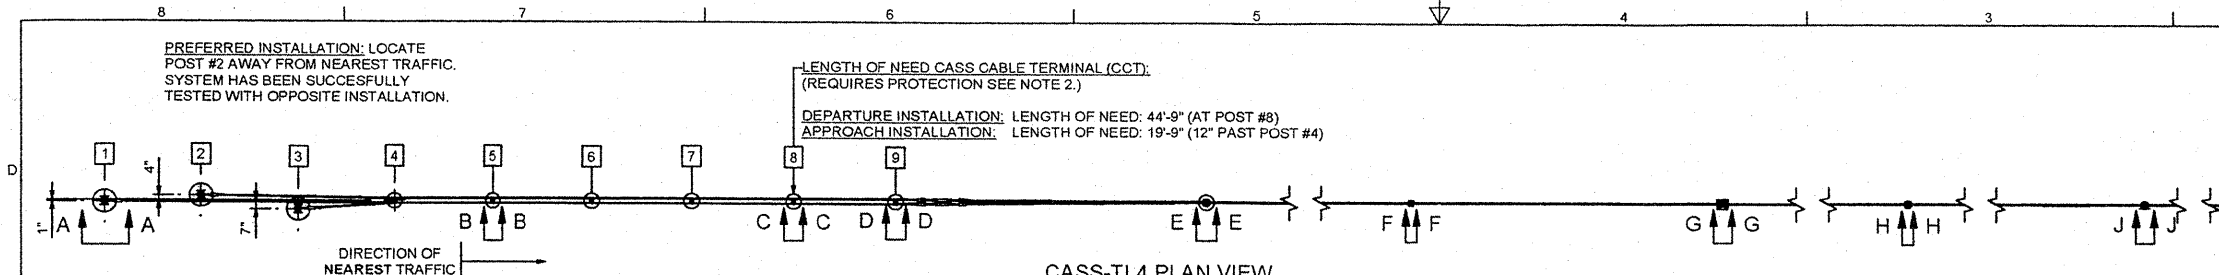 8 7 6 5 4 3
PREFERRED INSTALLATION: LOCATE
POST #2 AWAY FROM NEAREST TRAFFIC.
SYSTEM HAS BEEN SUCCESFULLY
TESTED WITH OPPOSITE INSTALLATION.
LENGTH OF NEED CASS CABLE TERMINAL (CCT):
(REQUIRES PROTECTION SEE NOTE 2.)
DEPARTURE INSTALLATION: LENGTH OF NEED: 44'-9" (AT POST #8)
APPROACH INSTALLATION: LENGTH OF NEED: 19'-9" (12" PAST POST #4)
D
1 2 3 4 5 6 7 8 9
4"
1"
7"
A A B B C C D D E E F F G G H H J J
DIRECTION OF
NEAREST TRAFFIC
CASS-TL4 PLAN VIEW